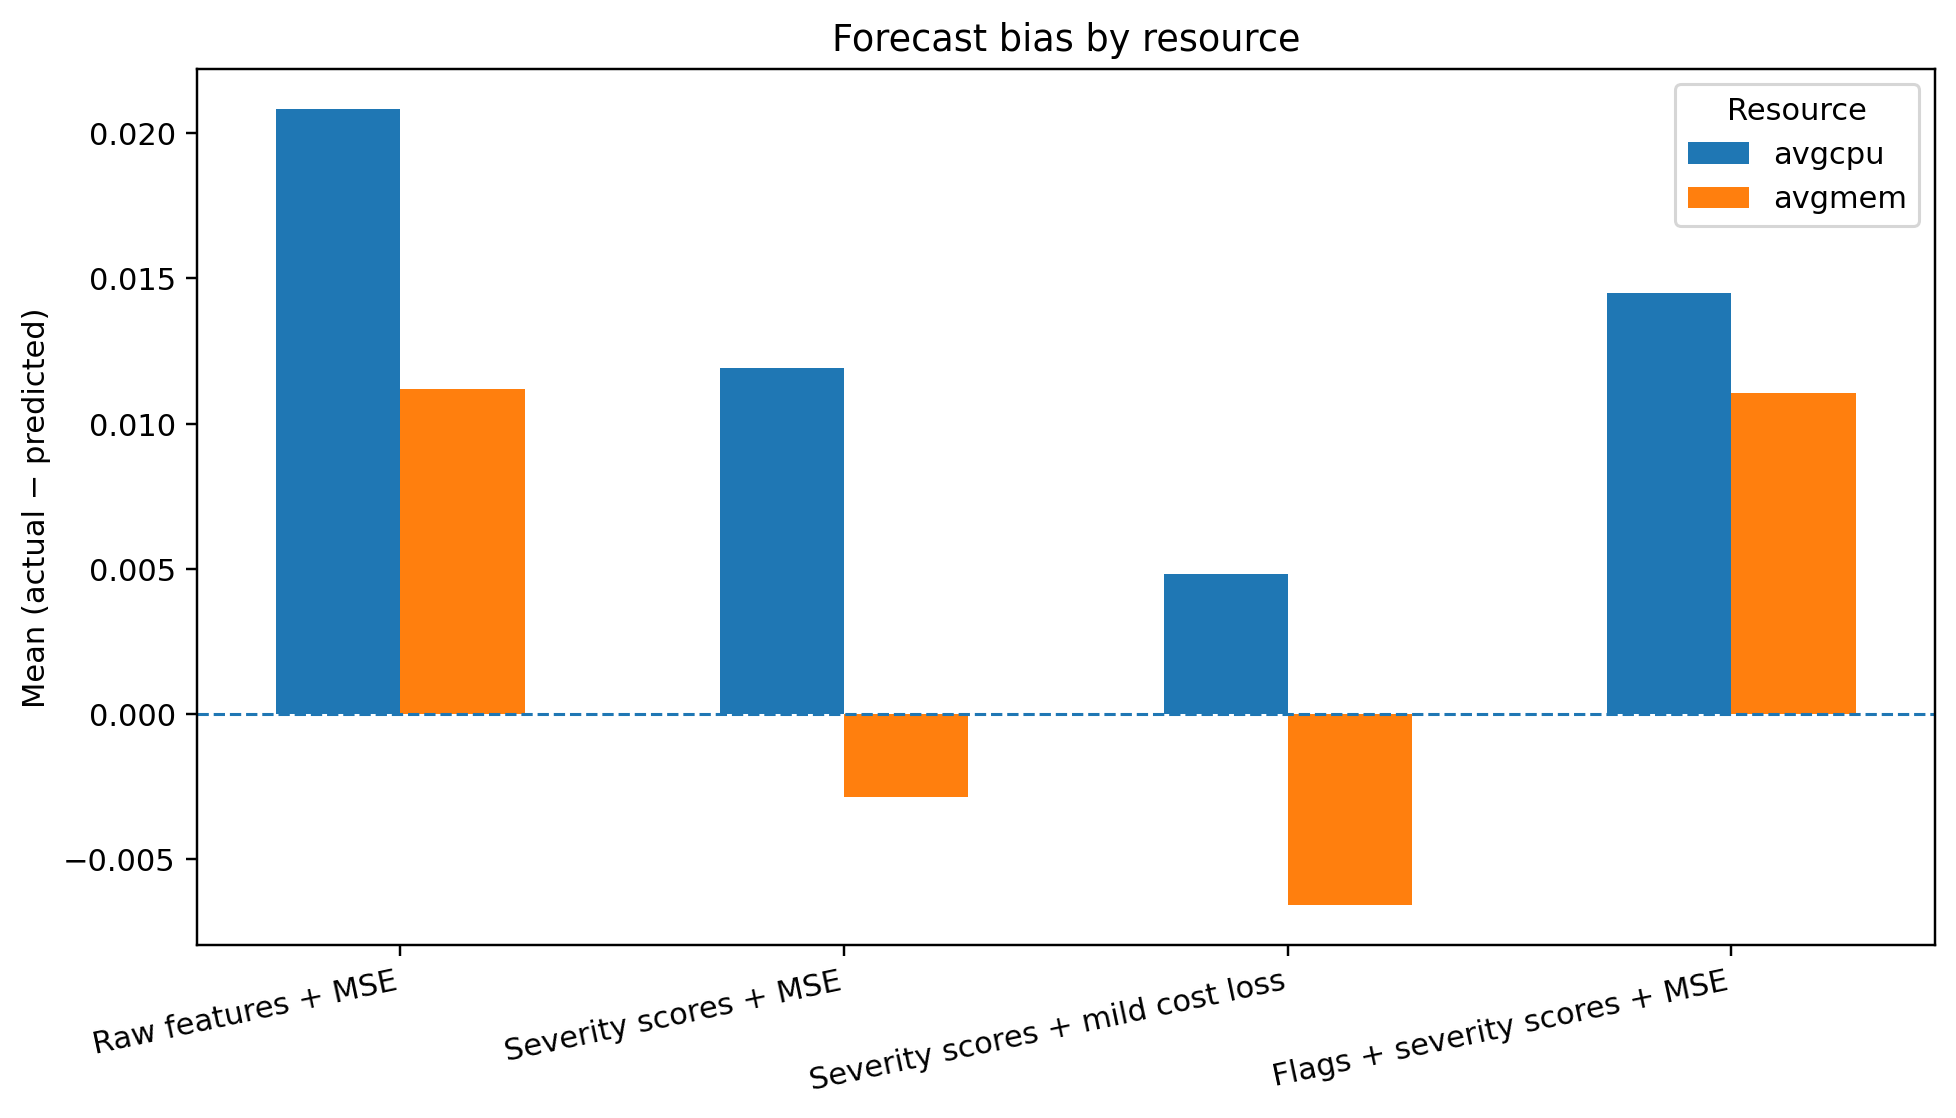 Forecast bias by resource
Resource
avgcpu
avgmem
Mean (actual − predicted)
0.020
0.015
0.010
0.005
0.000
−0.005
Raw features + MSE
Severity scores + MSE
Severity scores + mild cost loss
Flags + severity scores + MSE